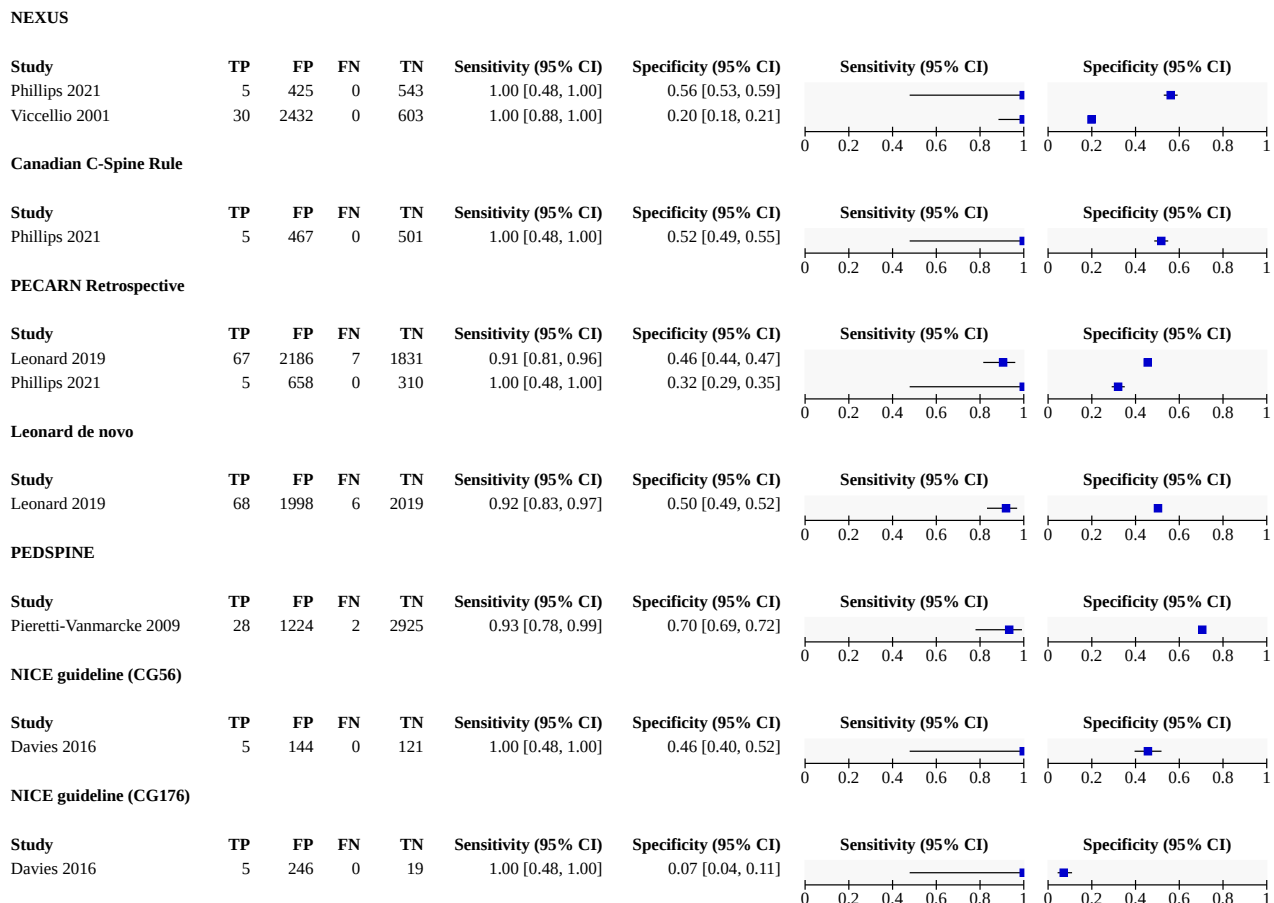 NEXUS
Study TP FP FN TN Sensitivity (95% CI) Specificity (95% CI) Sensitivity (95% CI) Specificity (95% CI)
Phillips 2021 5 425 0 543 1.00 [0.48, 1.00] 0.56 [0.53, 0.59]
Viccellio 2001 30 2432 0 603 1.00 [0.88, 1.00] 0.20 [0.18, 0.21]
0 0.2 0.4 0.6 0.8 1 0 0.2 0.4 0.6 0.8 1
Canadian C-Spine Rule
Study TP FP FN TN Sensitivity (95% CI) Specificity (95% CI) Sensitivity (95% CI) Specificity (95% CI)
Phillips 2021 5 467 0 501 1.00 [0.48, 1.00] 0.52 [0.49, 0.55]
0 0.2 0.4 0.6 0.8 1 0 0.2 0.4 0.6 0.8 1
PECARN Retrospective
Study TP FP FN TN Sensitivity (95% CI) Specificity (95% CI) Sensitivity (95% CI) Specificity (95% CI)
Leonard 2019 67 2186 7 1831 0.91 [0.81, 0.96] 0.46 [0.44, 0.47]
Phillips 2021 5 658 0 310 1.00 [0.48, 1.00] 0.32 [0.29, 0.35]
0 0.2 0.4 0.6 0.8 1 0 0.2 0.4 0.6 0.8 1
Leonard de novo
Study TP FP FN TN Sensitivity (95% CI) Specificity (95% CI) Sensitivity (95% CI) Specificity (95% CI)
Leonard 2019 68 1998 6 2019 0.92 [0.83, 0.97] 0.50 [0.49, 0.52]
0 0.2 0.4 0.6 0.8 1 0 0.2 0.4 0.6 0.8 1
PEDSPINE
Study TP FP FN TN Sensitivity (95% CI) Specificity (95% CI) Sensitivity (95% CI) Specificity (95% CI)
Pieretti-Vanmarcke 2009 28 1224 2 2925 0.93 [0.78, 0.99] 0.70 [0.69, 0.72]
0 0.2 0.4 0.6 0.8 1 0 0.2 0.4 0.6 0.8 1
NICE guideline (CG56)
Study TP FP FN TN Sensitivity (95% CI) Specificity (95% CI) Sensitivity (95% CI) Specificity (95% CI)
Davies 2016 5 144 0 121 1.00 [0.48, 1.00] 0.46 [0.40, 0.52]
0 0.2 0.4 0.6 0.8 1 0 0.2 0.4 0.6 0.8 1
NICE guideline (CG176)
Study TP FP FN TN Sensitivity (95% CI) Specificity (95% CI) Sensitivity (95% CI) Specificity (95% CI)
Davies 2016 5 246 0 19 1.00 [0.48, 1.00] 0.07 [0.04, 0.11]
0 0.2 0.4 0.6 0.8 1 0 0.2 0.4 0.6 0.8 1